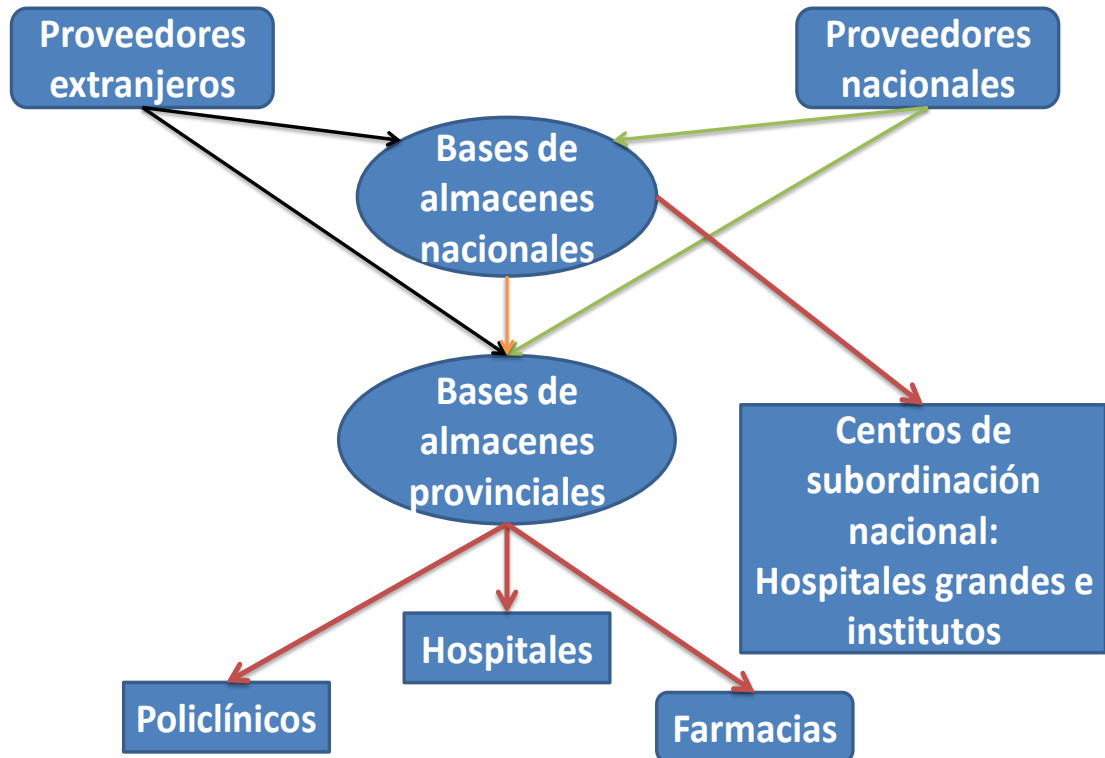 Proveedores
extranjeros
Proveedores
nacionales
Bases de
almacenes
nacionales
Bases de
almacenes
provinciales
Centros de
subordinación
nacional:
Hospitales grandes e
institutos
Hospitales
Policlínicos
Farmacias